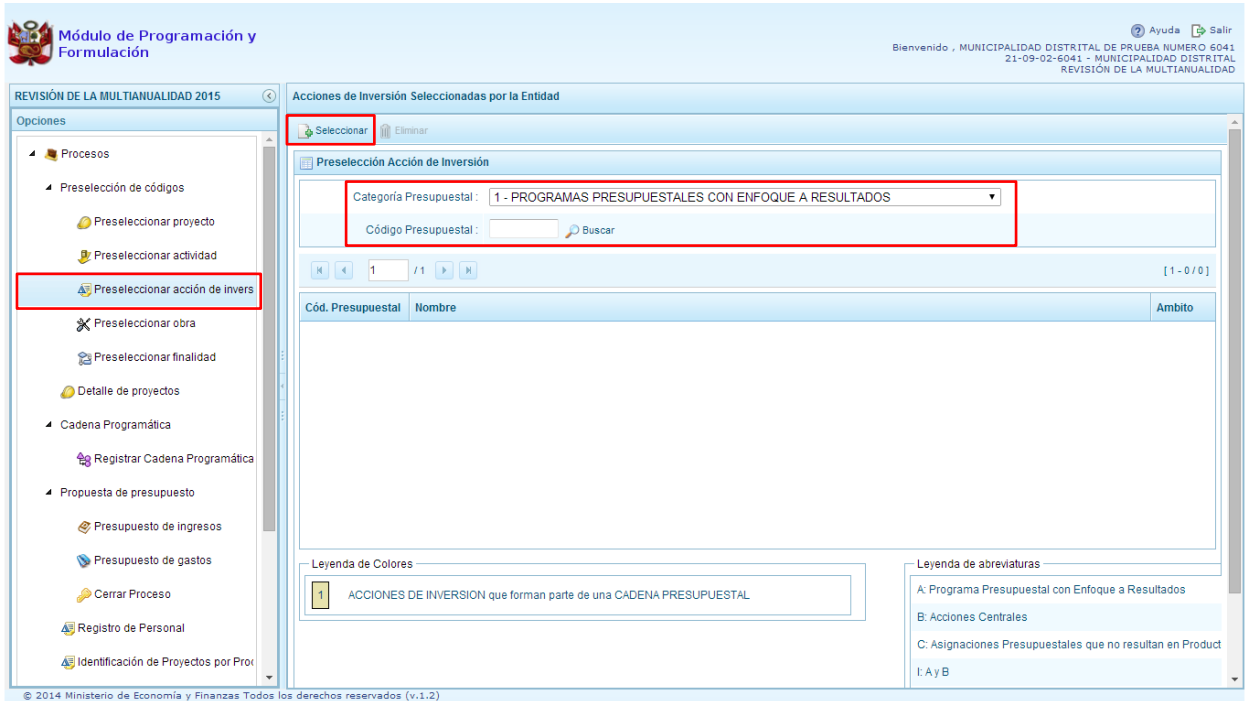 Módulo de Programación y
Formulación
Ayuda Salir
Bienvenido , MUNICIPALIDAD DISTRITAL DE PRUEBA NUMERO 6041
21-09-02-6041 - MUNICIPALIDAD DISTRITAL
REVISIÓN DE LA MULTIANUALIDAD
REVISIÓN DE LA MULTIANUALIDAD 2015
Opciones
Procesos
Preselección de códigos
Preseleccionar proyecto
Preseleccionar actividad
Preseleccionar acción de invers
Preseleccionar obra
Preseleccionar finalidad
Detalle de proyectos
Cadena Programática
Registrar Cadena Programática
Propuesta de presupuesto
Presupuesto de ingresos
Presupuesto de gastos
Cerrar Proceso
Registro de Personal
Identificación de Proyectos por Pro
Acciones de Inversión Seleccionadas por la Entidad
Seleccionar Eliminar
Preselección Acción de Inversión
Categoría Presupuestal : 1 - PROGRAMAS PRESUPUESTALES CON ENFOQUE A RESULTADOS
Código Presupuestal : Buscar
1 / 1 [ 1 - 0 / 0 ]
Cód. Presupuestal Nombre Ambito
Leyenda de Colores
1 ACCIONES DE INVERSION que forman parte de una CADENA PRESUPUESTAL
Leyenda de abreviaturas
A: Programa Presupuestal con Enfoque a Resultados
B: Acciones Centrales
C: Asignaciones Presupuestales que no resultan en Product
I: A y B
© 2014 Ministerio de Economía y Finanzas Todos los derechos reservados (v.1.2)